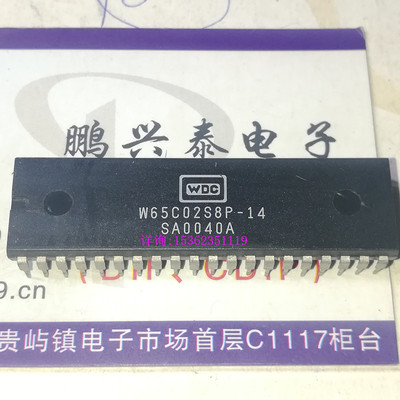 鹏兴泰电子
WDC
W65C02S8P-14
SA0040A
详询:15362351119
9.cn
贵屿镇电子市场首层C1117柜台